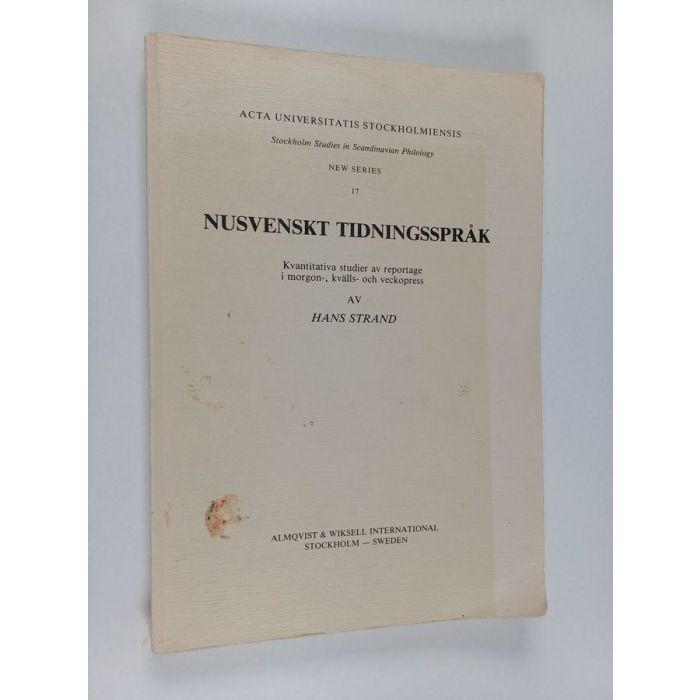 ACTA UNIVERSITATIS STOCKHOLMIENSIS
Stockholm Studies in Scandinavian Philology
NEW SERIES
17
NUSVENSKT TIDNINGSSPRÅK
Kvantitativa studier av reportage
i morgon-, kvälls- och veckopress
AV
HANS STRAND
ALMQVIST & WIKSELL INTERNATIONAL
STOCKHOLM — SWEDEN